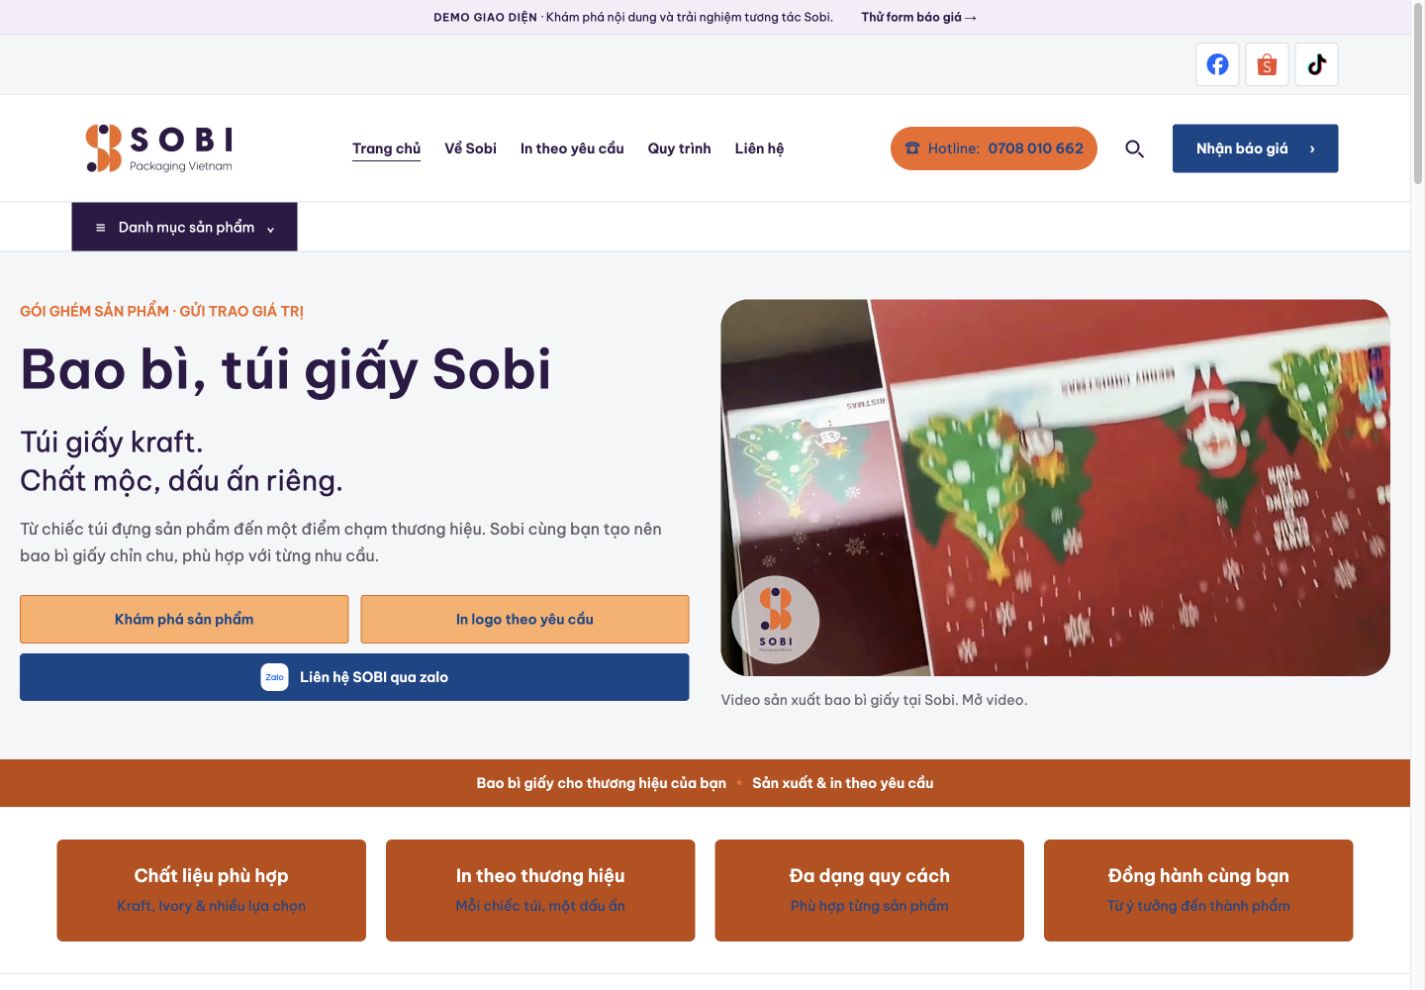 DEMO GIAO DIỆN · Khám phá nội dung và trải nghiệm tương tác Sobi. Thử form báo giá →
SOBI
Packaging Vietnam
Trang chủ Về Sobi In theo yêu cầu Quy trình Liên hệ
Hotline: 0708 010 662
Nhận báo giá ›
Danh mục sản phẩm
GÓI GHÉM SẢN PHẨM · GỬI TRAO GIÁ TRỊ
Bao bì, túi giấy Sobi
Túi giấy kraft.
Chất mộc, dấu ấn riêng.
Từ chiếc túi đựng sản phẩm đến một điểm chạm thương hiệu. Sobi cùng bạn tạo nên
bao bì giấy chỉn chu, phù hợp với từng nhu cầu.
Khám phá sản phẩm
In logo theo yêu cầu
Zalo Liên hệ SOBI qua zalo
SOBI
Packaging Vietnam
Video sản xuất bao bì giấy tại Sobi. Mở video.
Bao bì giấy cho thương hiệu của bạn • Sản xuất & in theo yêu cầu
Chất liệu phù hợp
Kraft, Ivory & nhiều lựa chọn
In theo thương hiệu
Mỗi chiếc túi, một dấu ấn
Đa dạng quy cách
Phù hợp từng sản phẩm
Đồng hành cùng bạn
Từ ý tưởng đến thành phẩm